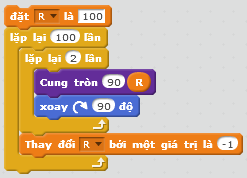 đặt R là 100
lặp lại 100 lần
lặp lại 2 lần
Cung tròn 90 R
xoay 90 độ
Thay đổi R bởi một giá trị là -1